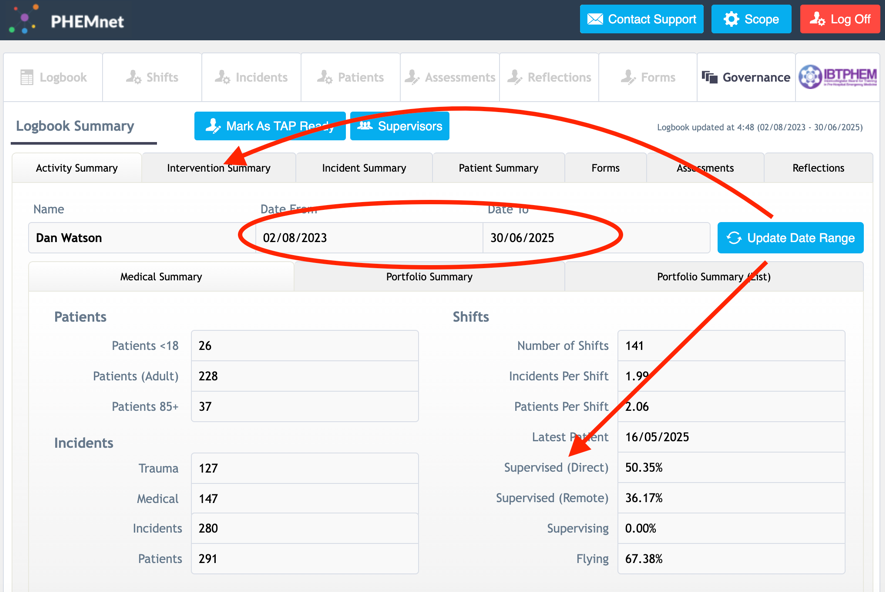 PHEMnet
Contact Support
Scope
Log Off
Logbook
Shifts
Incidents
Patients
Assessments
Reflections
Forms
Governance
IBTPHEM
Logbook Summary
Mark As TAP Ready
Supervisors
Logbook updated at 4:48 (02/08/2023 - 30/06/2025)
Activity Summary
Intervention Summary
Incident Summary
Patient Summary
Forms
Assessments
Reflections
Name
Date From
Date To
Dan Watson
02/08/2023
30/06/2025
Update Date Range
Medical Summary
Portfolio Summary
Portfolio Summary (List)
Patients
Patients <18 26
Patients (Adult) 228
Patients 85+ 37
Incidents
Trauma 127
Medical 147
Incidents 280
Patients 291
Shifts
Number of Shifts 141
Incidents Per Shift 1.99
Patients Per Shift 2.06
Latest Patient 16/05/2025
Supervised (Direct) 50.35%
Supervised (Remote) 36.17%
Supervising 0.00%
Flying 67.38%